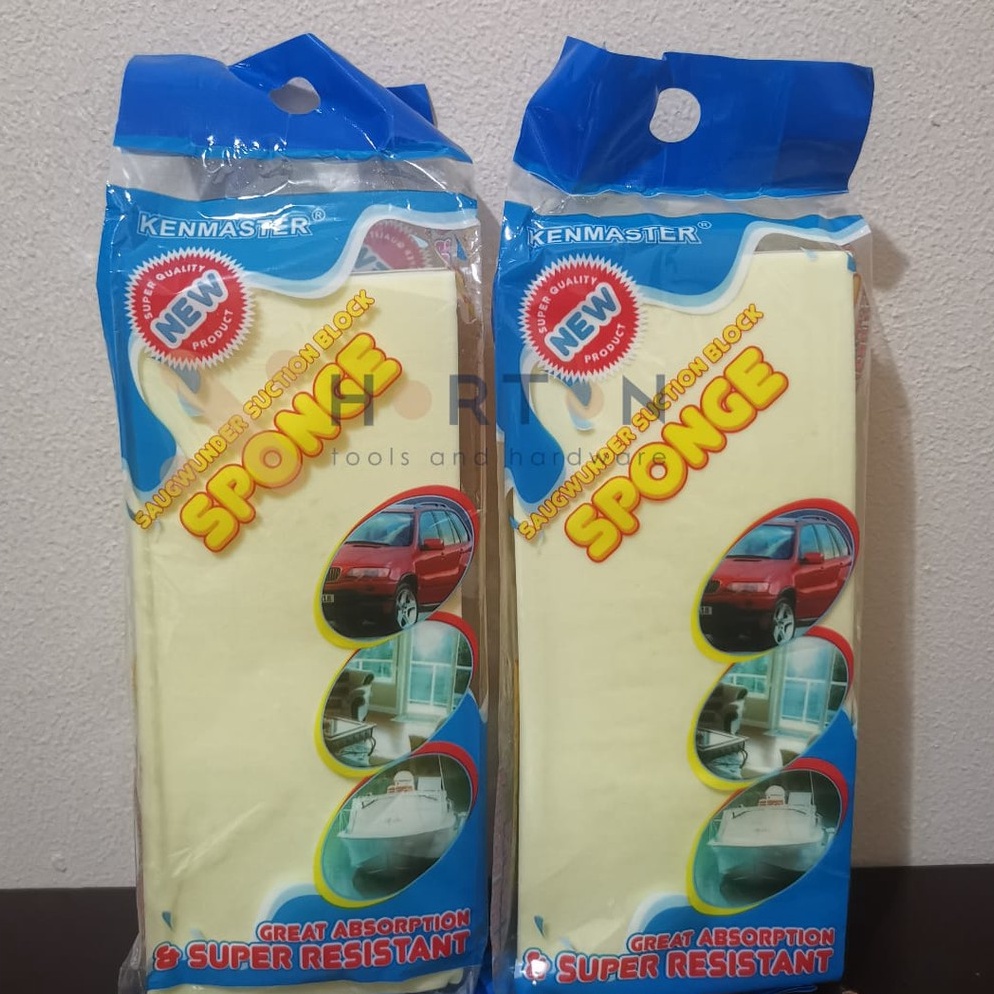 KENMASTER®
SUPER QUALITY
NEW
PRODUCT
SAUGWUNDER SUCTION BLOCK
SPONGE
GREAT ABSORPTION
& SUPER RESISTANT
KENMASTER®
SUPER QUALITY
NEW
PRODUCT
SAUGWUNDER SUCTION BLOCK
SPONGE
GREAT ABSORPTION
& SUPER RESISTANT
HORTON
tools and hardware